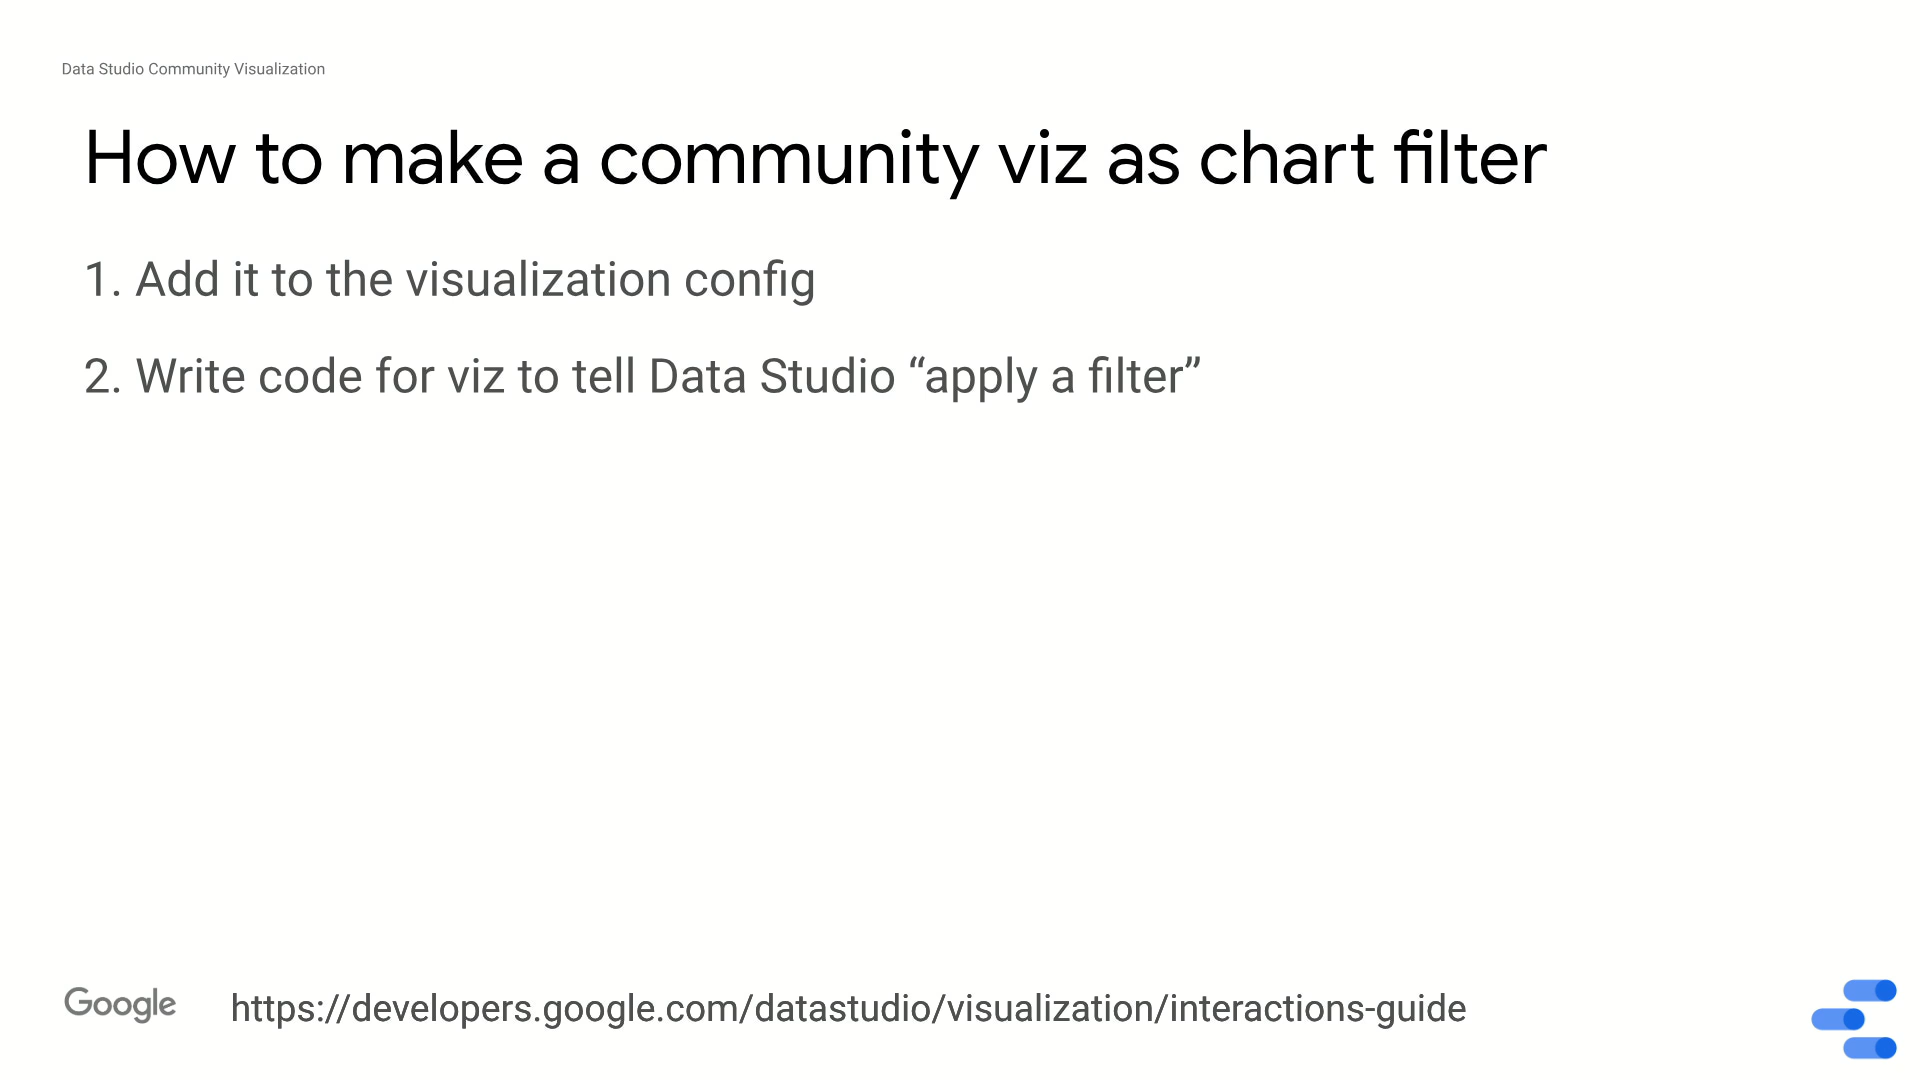 Data Studio Community Visualization
How to make a community viz as chart filter
1. Add it to the visualization config
2. Write code for viz to tell Data Studio “apply a filter”
Google
https://developers.google.com/datastudio/visualization/interactions-guide